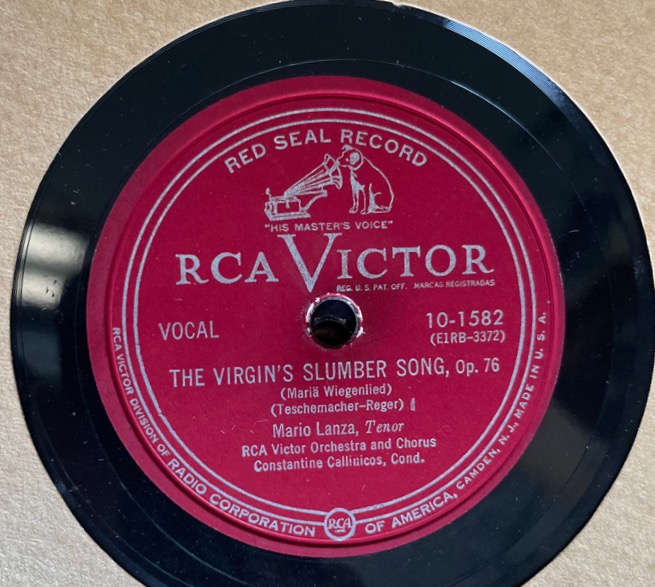 RED SEAL RECORD
"HIS MASTER'S VOICE"
RCA VICTOR
REG. U. S. PAT. OFF. MARCAS REGISTRADAS
VOCAL
10-1582
(E1RB-3372)
THE VIRGIN'S SLUMBER SONG, Op. 76
(Mariä Wiegenlied)
(Teschemacher-Reger)
Mario Lanza, Tenor
RCA Victor Orchestra and Chorus
Constantine Callinicos, Cond.
RCA VICTOR DIVISION OF RADIO CORPORATION OF AMERICA, CAMDEN, N. J., MADE IN U. S. A.
RCA